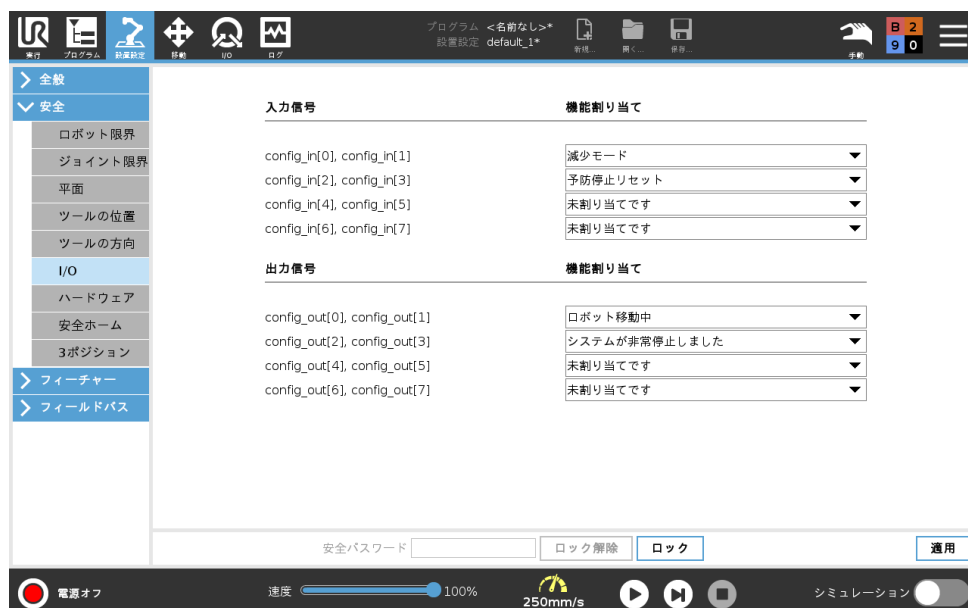 プログラム <名前なし>*
設置設定 default_1*
UR
実行 プログラム 設置設定 移動 I/O ログ 新規... 開く... 保存... 手動
B 2
9 0
全般
安全
ロボット限界
ジョイント限界
平面
ツールの位置
ツールの方向
I/O
ハードウェア
安全ホーム
3ポジション
フィーチャー
フィールドバス
入力信号 機能割り当て
config_in[0], config_in[1] 減少モード
config_in[2], config_in[3] 予防停止リセット
config_in[4], config_in[5] 未割り当てです
config_in[6], config_in[7] 未割り当てです
出力信号 機能割り当て
config_out[0], config_out[1] ロボット移動中
config_out[2], config_out[3] システムが非常停止しました
config_out[4], config_out[5] 未割り当てです
config_out[6], config_out[7] 未割り当てです
安全パスワード ロック解除 ロック 適用
電源オフ 速度 100% 250mm/s シミュレーション